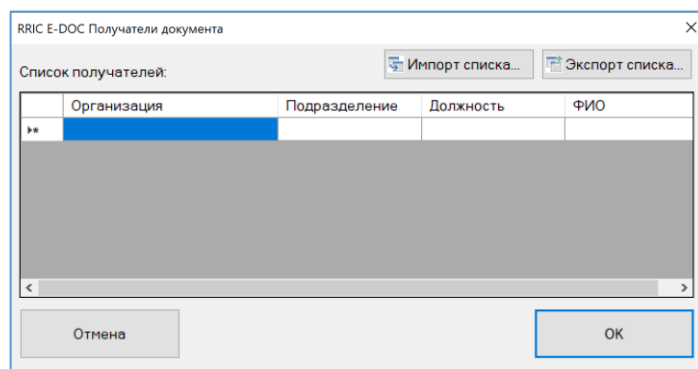 RRIC E-DOC Получатели документа
Список получателей:
Импорт списка...
Экспорт списка...
Организация Подразделение Должность ФИО
Отмена
ОК